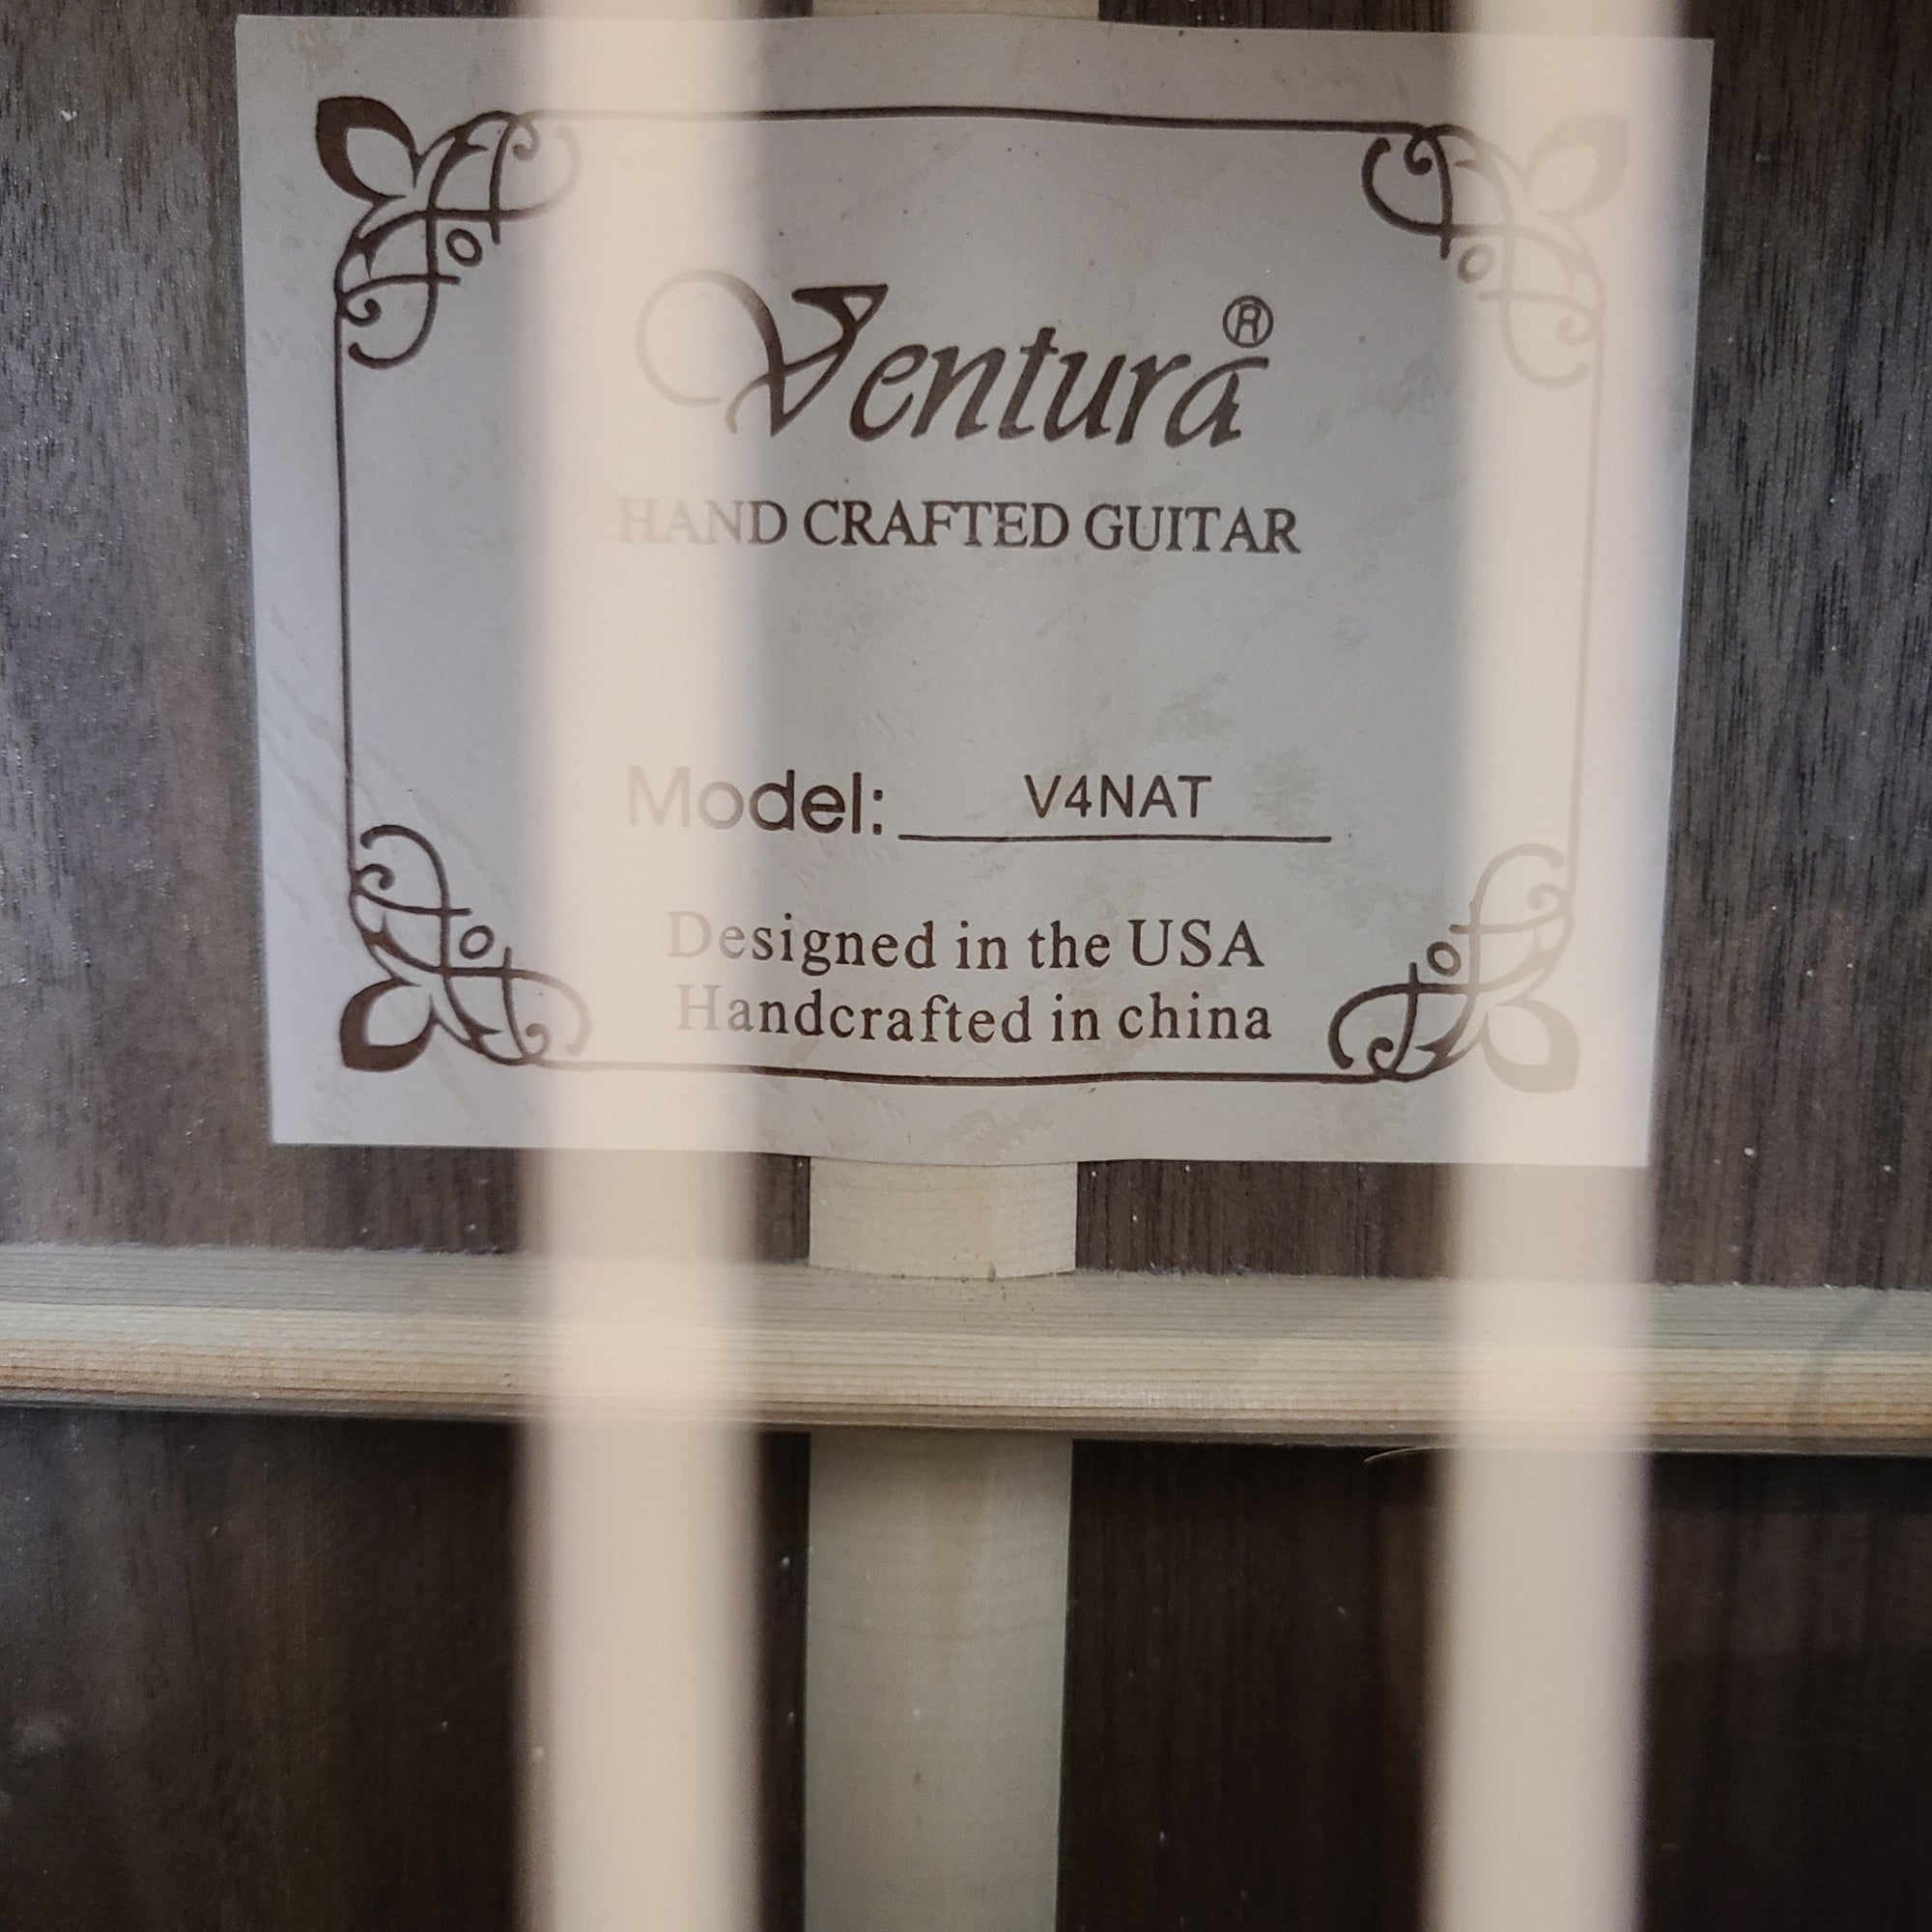 Ventura®
HAND CRAFTED GUITAR
Model: V4NAT
Designed in the USA
Handcrafted in china